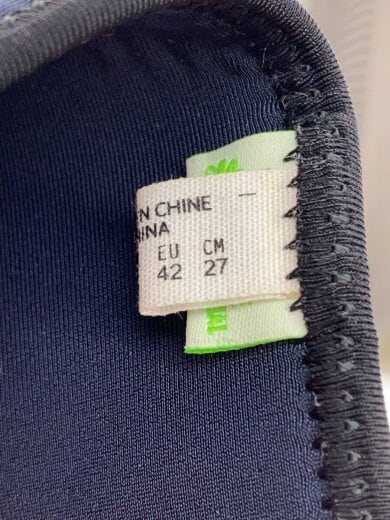 N CHINE
INA
EU CM
42 27